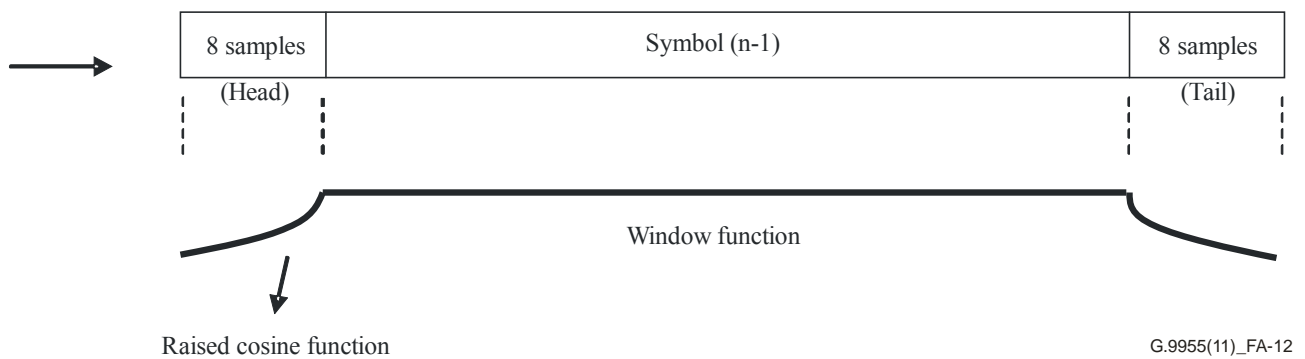 8 samples
Symbol (n-1)
8 samples
(Head)
(Tail)
Window function
Raised cosine function
G.9955(11)_FA-12